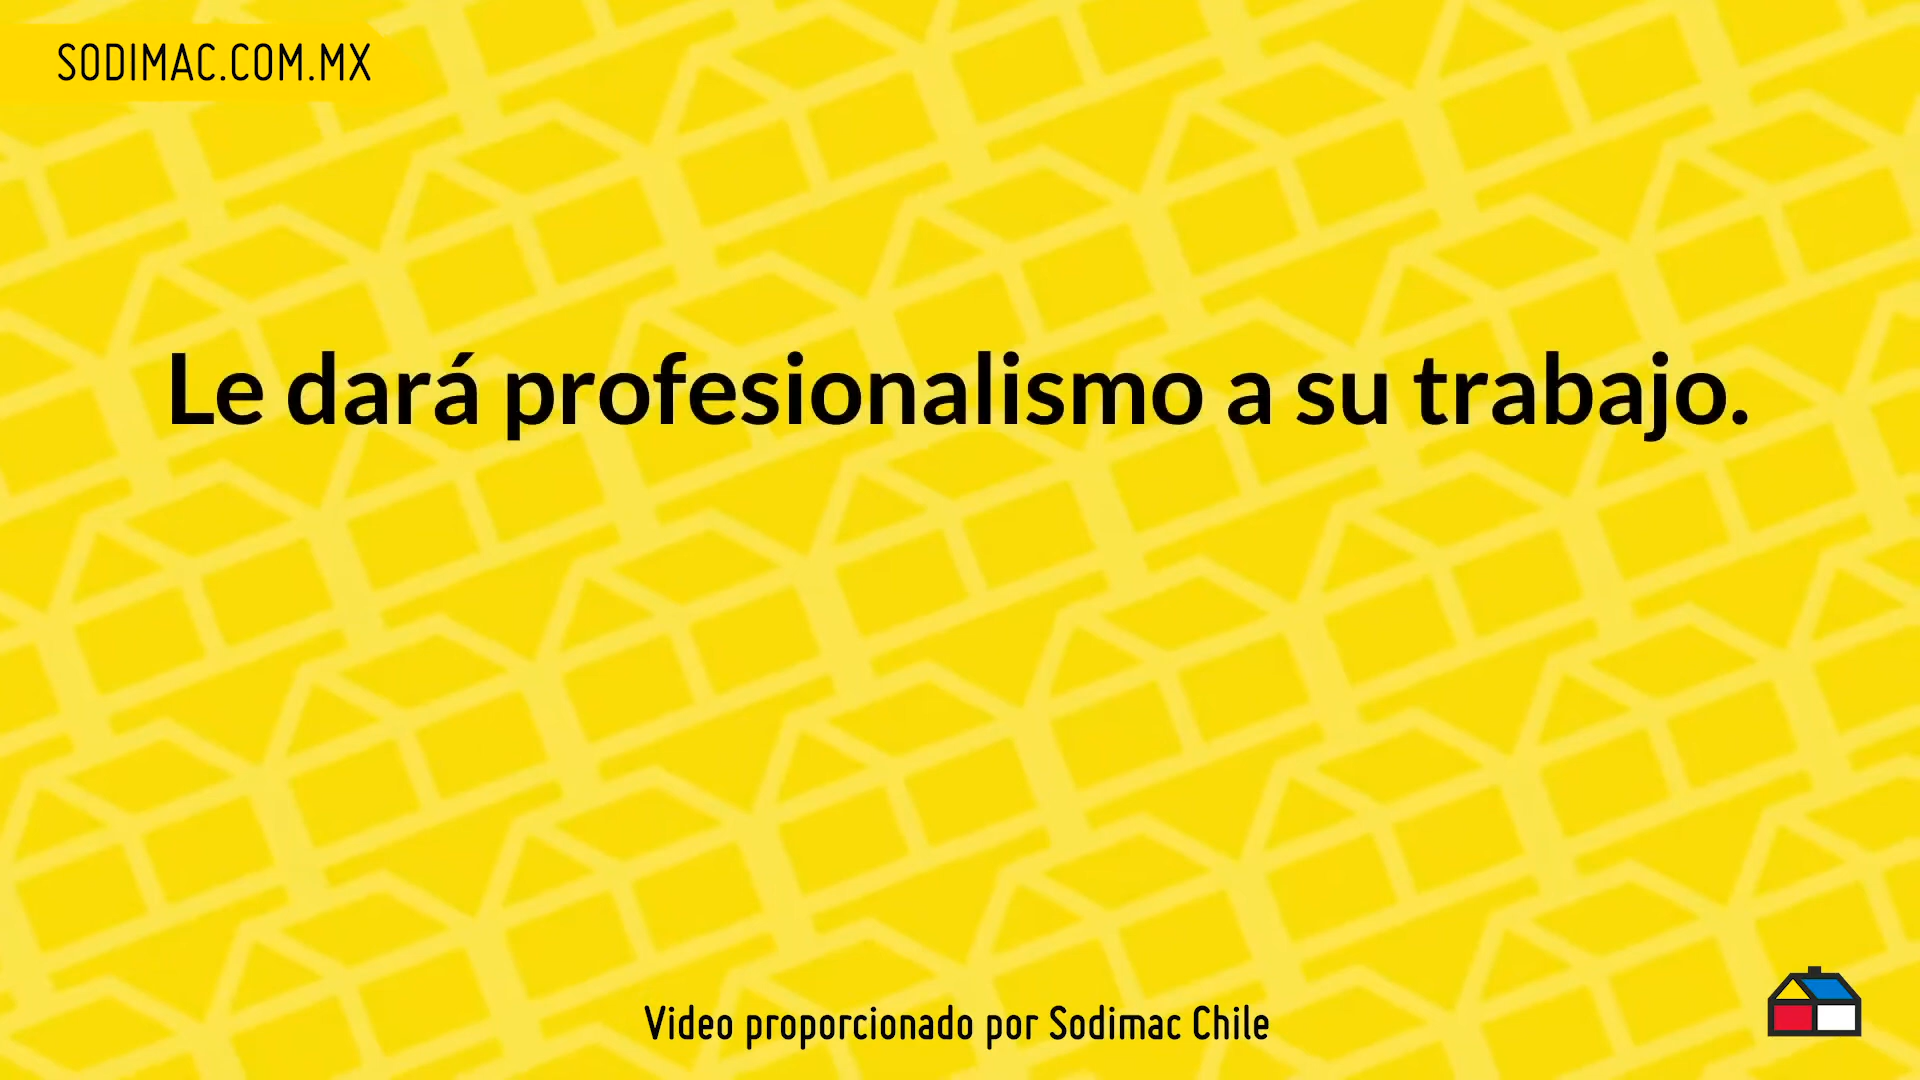 SODIMAC.COM.MX
Le dará profesionalismo a su trabajo.
Video proporcionado por Sodimac Chile